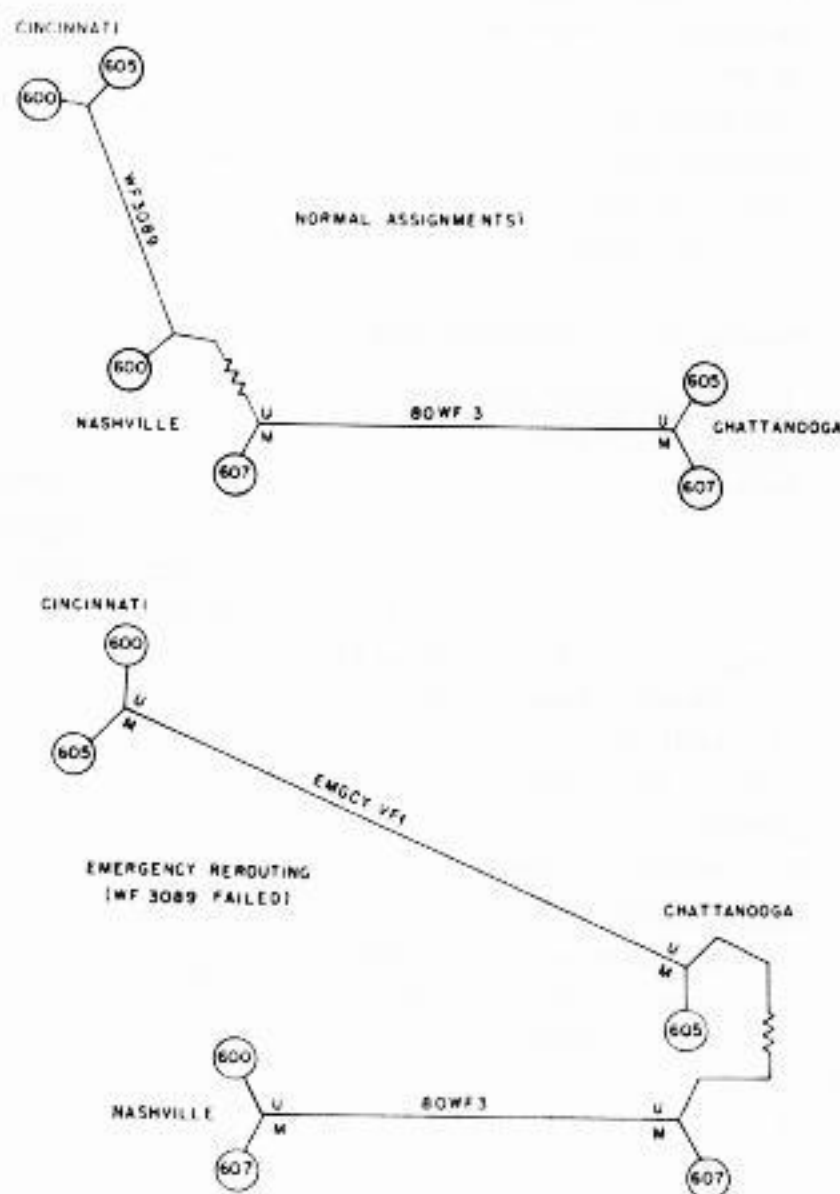 CINCINNATI
605
600
WF3089
NORMAL ASSIGNMENTS)
600
605
NASHVILLE
U
M
80WF 3
U
M
CHATTANOOGA
607
607
CINCINNATI
600
U
M
605
EMGCY VF1
EMERGENCY REROUTING
(WF 3089 FAILED)
CHATTANOOGA
U
M
605
600
NASHVILLE
U
M
80WF3
U
M
607
607